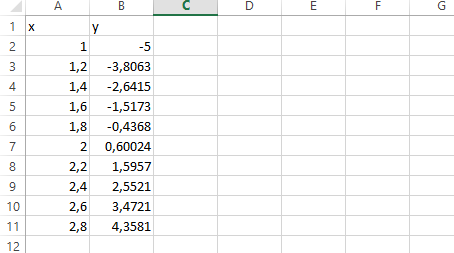 A B C D E F G
1 x y
2 1 -5
3 1,2 -3,8063
4 1,4 -2,6415
5 1,6 -1,5173
6 1,8 -0,4368
7 2 0,60024
8 2,2 1,5957
9 2,4 2,5521
10 2,6 3,4721
11 2,8 4,3581
12